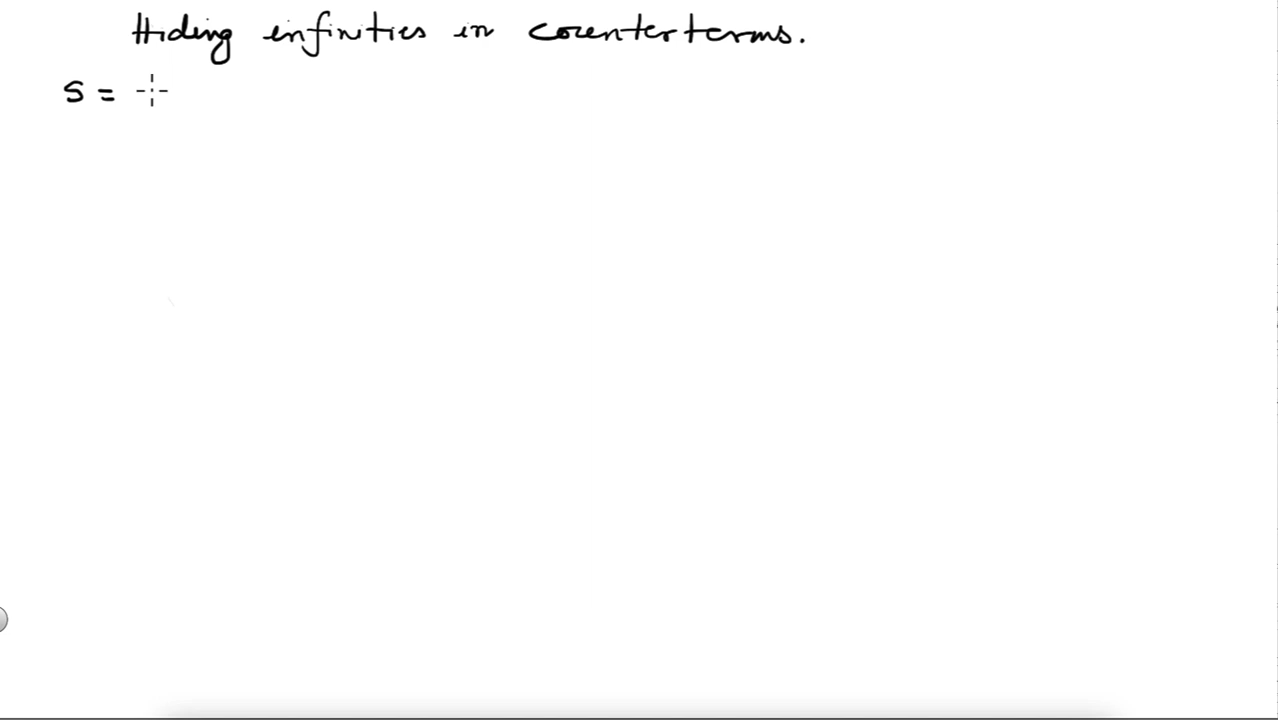 Hiding infinities in counterterms.
S =